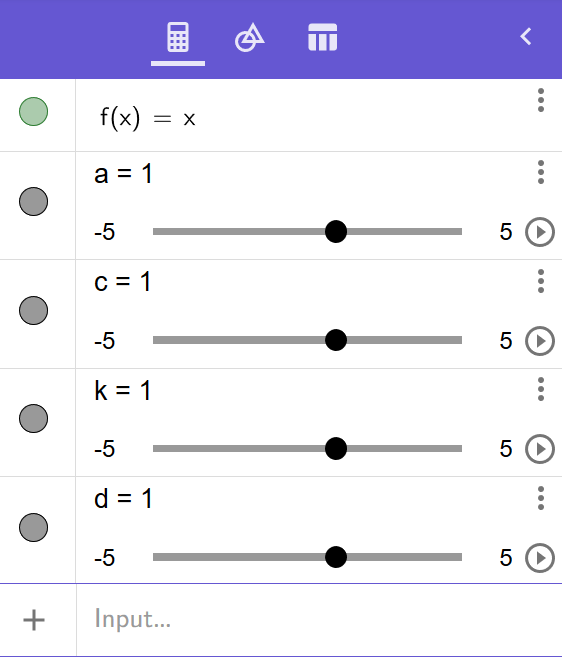 f(x) = x
a = 1
-5 5
c = 1
-5 5
k = 1
-5 5
d = 1
-5 5
Input...